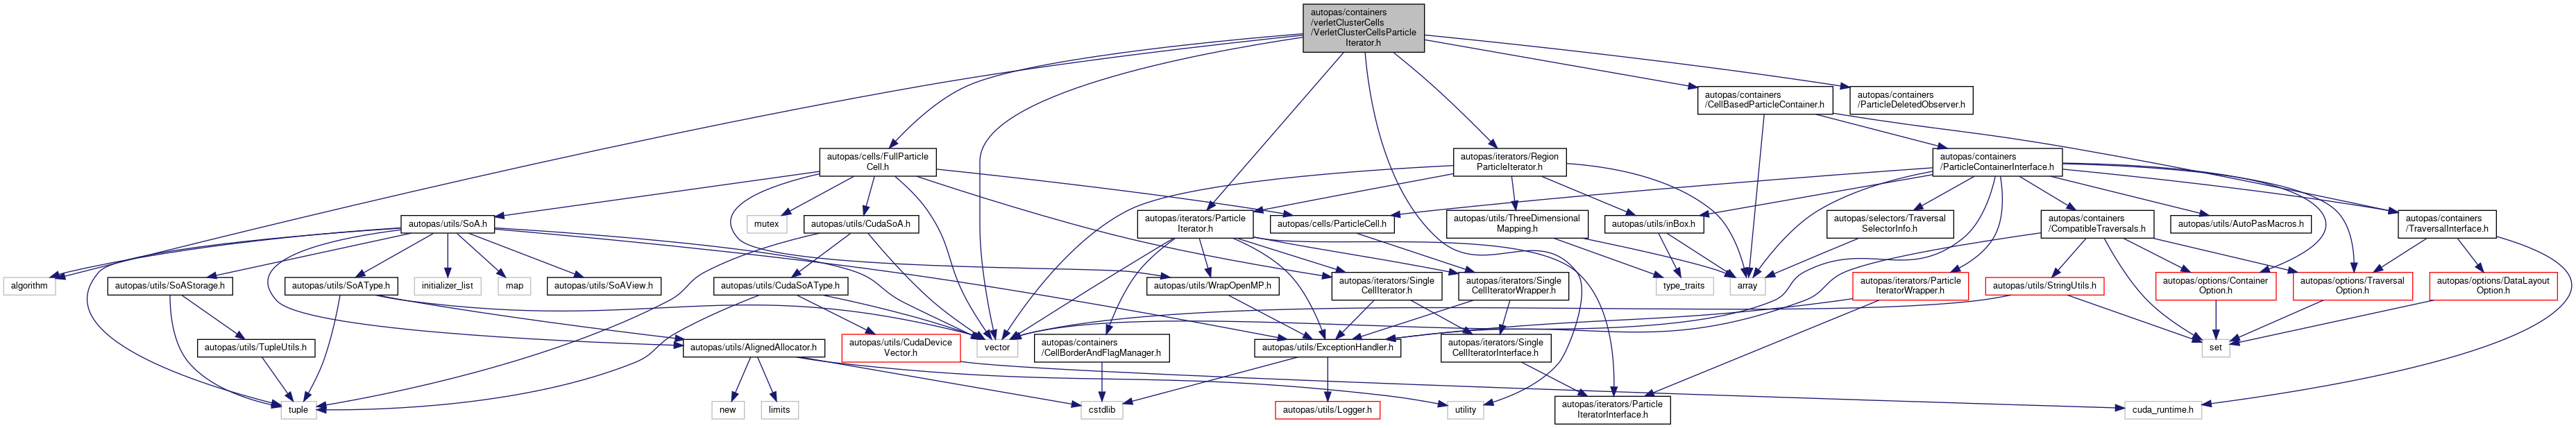 autopas/containers
/verletClusterCells
/VerletClusterCellsParticle
Iterator.h
autopas/containers
/CellBasedParticleContainer.h
autopas/containers
/ParticleDeletedObserver.h
autopas/cells/FullParticle
Cell.h
autopas/iterators/Region
ParticleIterator.h
autopas/containers
/ParticleContainerInterface.h
autopas/utils/SoA.h
mutex
autopas/utils/CudaSoA.h
autopas/iterators/Particle
Iterator.h
autopas/cells/ParticleCell.h
autopas/utils/ThreeDimensional
Mapping.h
autopas/utils/inBox.h
autopas/selectors/Traversal
SelectorInfo.h
autopas/containers
/CompatibleTraversals.h
autopas/utils/AutoPasMacros.h
autopas/containers
/TraversalInterface.h
algorithm
autopas/utils/SoAStorage.h
autopas/utils/SoAType.h
initializer_list
map
autopas/utils/SoAView.h
autopas/utils/CudaSoAType.h
autopas/utils/WrapOpenMP.h
autopas/iterators/Single
CellIterator.h
autopas/iterators/Single
CellIteratorWrapper.h
type_traits
array
autopas/iterators/Particle
IteratorWrapper.h
autopas/utils/StringUtils.h
autopas/options/Container
Option.h
autopas/options/Traversal
Option.h
autopas/options/DataLayout
Option.h
autopas/utils/TupleUtils.h
autopas/utils/AlignedAllocator.h
autopas/utils/CudaDevice
Vector.h
vector
autopas/containers
/CellBorderAndFlagManager.h
autopas/utils/ExceptionHandler.h
autopas/iterators/Single
CellIteratorInterface.h
set
tuple
new
limits
cstdlib
autopas/utils/Logger.h
utility
autopas/iterators/Particle
IteratorInterface.h
cuda_runtime.h